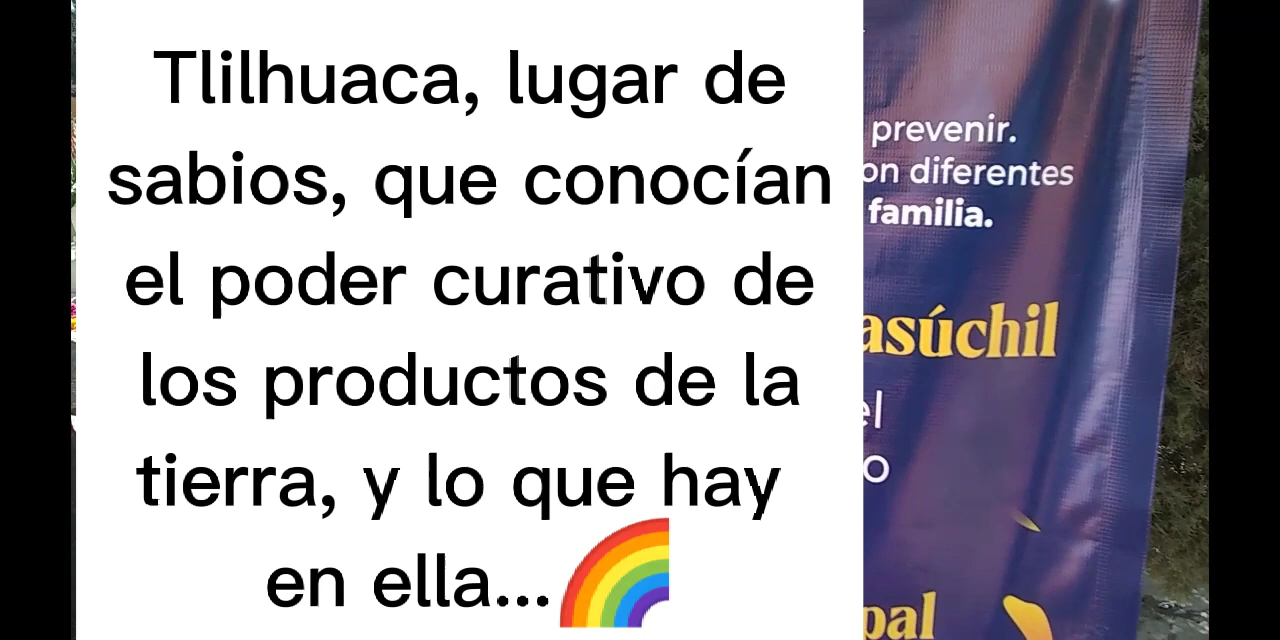 Tlilhuaca, lugar de
sabios, que conocían
el poder curativo de
los productos de la
tierra, y lo que hay
en ella...🌈
prevenir.
on diferentes
familia.
asúchil
el
o
pal